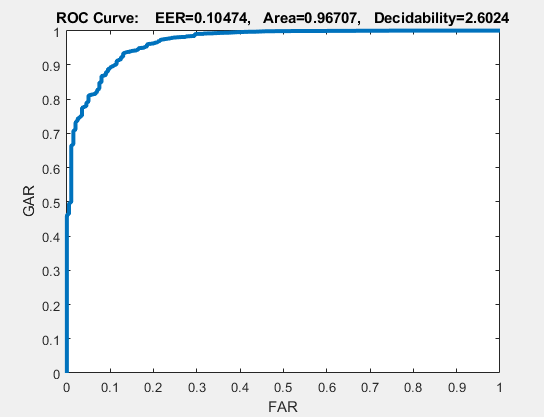 ROC Curve:    EER=0.10474,   Area=0.96707,   Decidability=2.6024
1
0.9
0.8
0.7
0.6
0.5
0.4
0.3
0.2
0.1
0
GAR
0 0.1 0.2 0.3 0.4 0.5 0.6 0.7 0.8 0.9 1
FAR